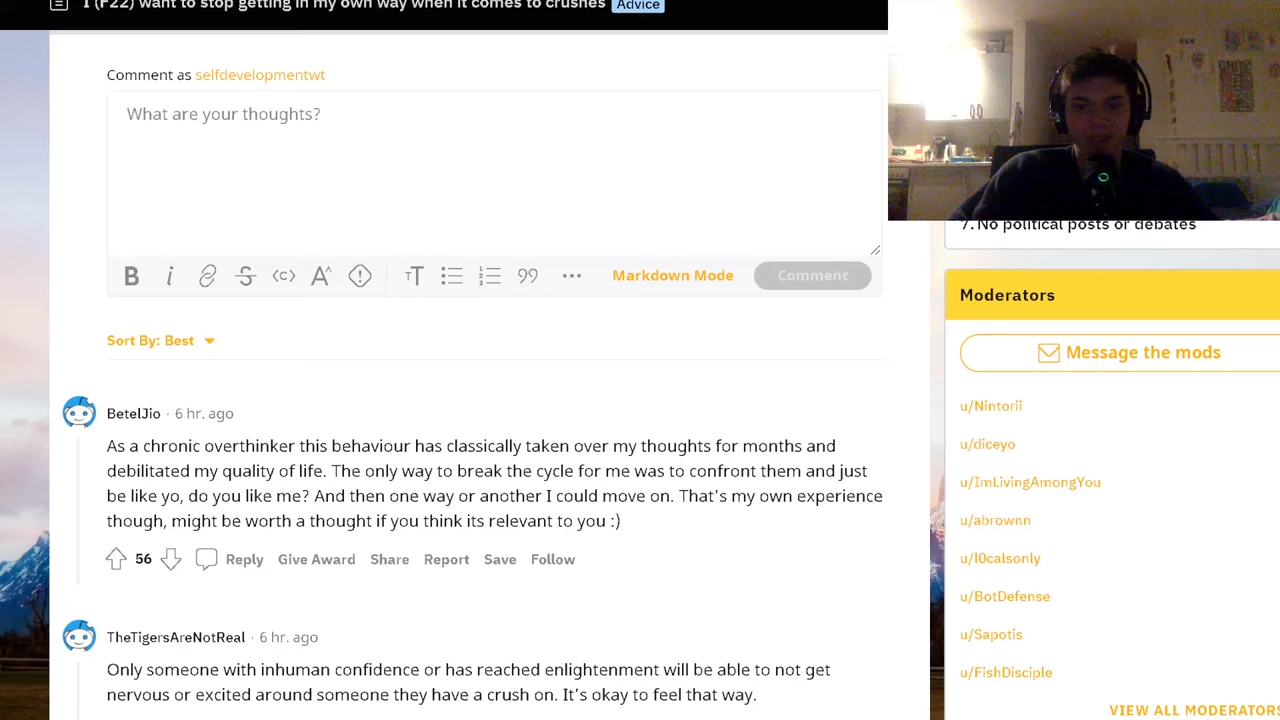 I (F22) want to stop getting in my own way when it comes to crushes Advice
Comment as selfdevelopmentwt
What are your thoughts?
Markdown Mode
Comment
Sort By: Best
BetelJio · 6 hr. ago
As a chronic overthinker this behaviour has classically taken over my thoughts for months and
debilitated my quality of life. The only way to break the cycle for me was to confront them and just
be like yo, do you like me? And then one way or another I could move on. That's my own experience
though, might be worth a thought if you think its relevant to you :)
56 Reply Give Award Share Report Save Follow
TheTigersAreNotReal · 6 hr. ago
Only someone with inhuman confidence or has reached enlightenment will be able to not get
nervous or excited around someone they have a crush on. It's okay to feel that way.
7. No political posts or debates
Moderators
Message the mods
u/Nintorii
u/diceyo
u/ImLivingAmongYou
u/abrownn
u/l0calsonly
u/BotDefense
u/Sapotis
u/FishDisciple
VIEW ALL MODERATORS